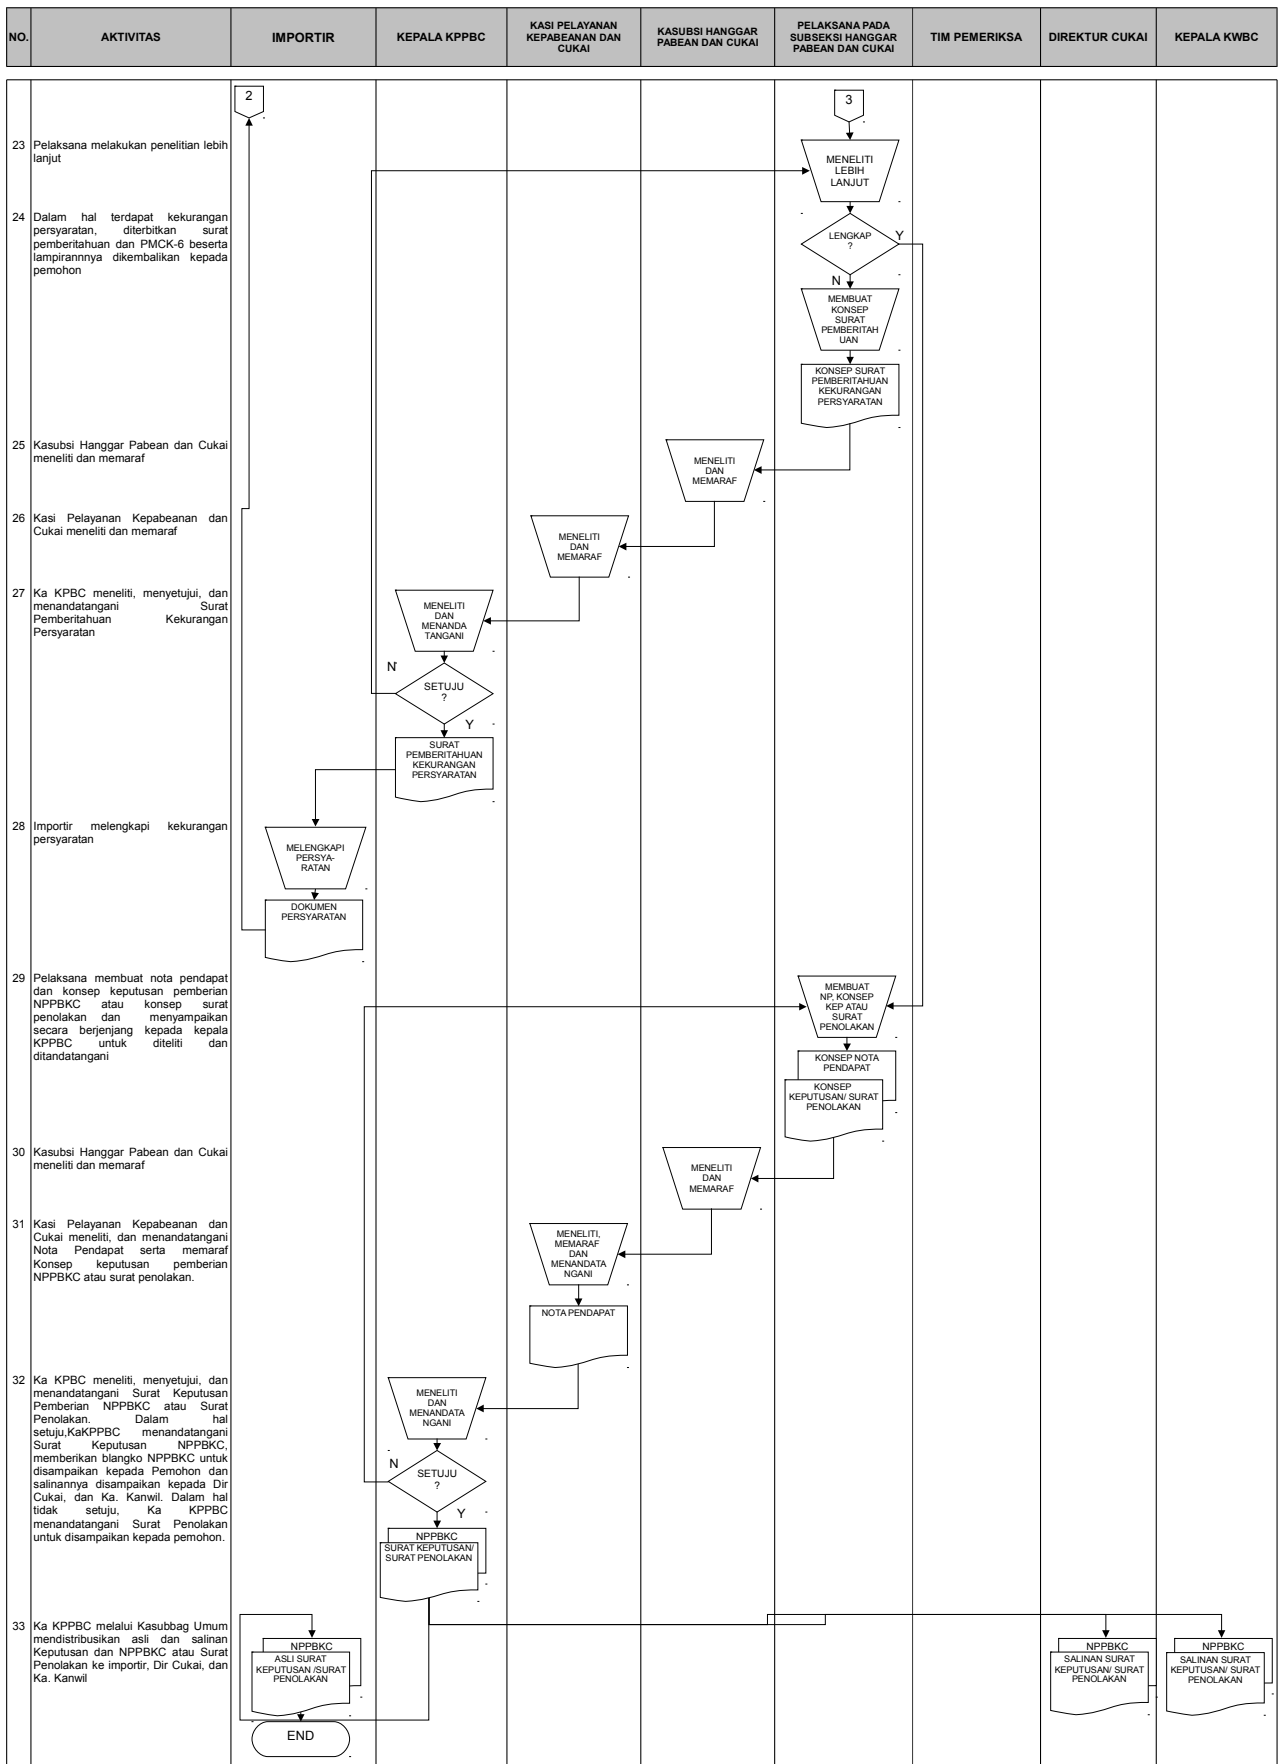 NO.
AKTIVITAS
IMPORTIR
KEPALA KPPBC
KASI PELAYANAN
KEPABEANAN DAN
CUKAI
KASUBSI HANGGAR
PABEAN DAN CUKAI
PELAKSANA PADA
SUBSEKSI HANGGAR
PABEAN DAN CUKAI
TIM PEMERIKSA
DIREKTUR CUKAI
KEPALA KWBC
2
3
23 Pelaksana melakukan penelitian lebih
lanjut
MENELITI
LEBIH
LANJUT
24 Dalam hal terdapat kekurangan
persyaratan, diterbitkan surat
pemberitahuan dan PMCK-6 beserta
lampirannnya dikembalikan kepada
pemohon
LENGKAP
?
Y
N
MEMBUAT
KONSEP
SURAT
PEMBERITAH
UAN
KONSEP SURAT
PEMBERITAHUAN
KEKURANGAN
PERSYARATAN
25 Kasubsi Hanggar Pabean dan Cukai
meneliti dan memaraf
MENELITI
DAN
MEMARAF
26 Kasi Pelayanan Kepabeanan dan
Cukai meneliti dan memaraf
MENELITI
DAN
MEMARAF
27 Ka KPBC meneliti, menyetujui, dan
menandatangani Surat
Pemberitahuan Kekurangan
Persyaratan
MENELITI
DAN
MENANDA
TANGANI
N
SETUJU
?
Y
SURAT
PEMBERITAHUAN
KEKURANGAN
PERSYARATAN
28 Importir melengkapi kekurangan
persyaratan
MELENGKAPI
PERSYA-
RATAN
DOKUMEN
PERSYARATAN
29 Pelaksana membuat nota pendapat
dan konsep keputusan pemberian
NPPBKC atau konsep surat
penolakan dan menyampaikan
secara berjenjang kepada kepala
KPPBC untuk diteliti dan
ditandatangani
MEMBUAT
NP, KONSEP
KEP ATAU
SURAT
PENOLAKAN
KONSEP NOTA
PENDAPAT
KONSEP
KEPUTUSAN/ SURAT
PENOLAKAN
30 Kasubsi Hanggar Pabean dan Cukai
meneliti dan memaraf
MENELITI
DAN
MEMARAF
31 Kasi Pelayanan Kepabeanan dan
Cukai meneliti, dan menandatangani
Nota Pendapat serta memaraf
Konsep keputusan pemberian
NPPBKC atau surat penolakan.
MENELITI,
MEMARAF
DAN
MENANDATA
NGANI
NOTA PENDAPAT
32 Ka KPBC meneliti, menyetujui, dan
menandatangani Surat Keputusan
Pemberian NPPBKC atau Surat
Penolakan. Dalam hal
setuju,KaKPPBC menandatangani
Surat Keputusan NPPBKC,
memberikan blangko NPPBKC untuk
disampaikan kepada Pemohon dan
salinannya disampaikan kepada Dir
Cukai, dan Ka. Kanwil. Dalam hal
tidak setuju, Ka KPPBC
menandatangani Surat Penolakan
untuk disampaikan kepada pemohon.
MENELITI
DAN
MENANDATA
NGANI
N
SETUJU
?
Y
NPPBKC
SURAT KEPUTUSAN/
SURAT PENOLAKAN
33 Ka KPPBC melalui Kasubbag Umum
mendistribusikan asli dan salinan
Keputusan dan NPPBKC atau Surat
Penolakan ke importir, Dir Cukai, dan
Ka. Kanwil
NPPBKC
ASLI SURAT
KEPUTUSAN /SURAT
PENOLAKAN
END
NPPBKC
SALINAN SURAT
KEPUTUSAN/ SURAT
PENOLAKAN
NPPBKC
SALINAN SURAT
KEPUTUSAN/ SURAT
PENOLAKAN